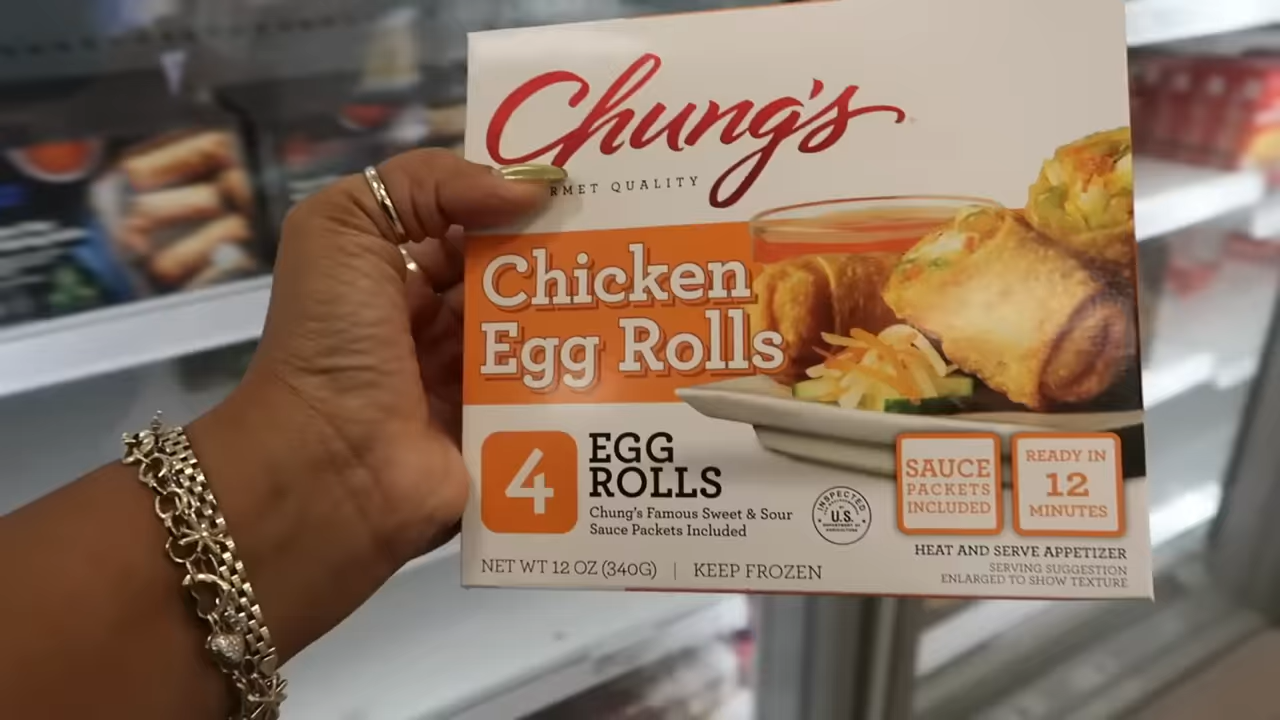 Chung's
RMET QUALITY
Chicken
Egg Rolls
4
EGG
ROLLS
Chung's Famous Sweet & Sour
Sauce Packets Included
INSPECTED
U.S.
DEPARTMENT OF
AGRICULTURE
SAUCE
PACKETS
INCLUDED
READY IN
12
MINUTES
HEAT AND SERVE APPETIZER
SERVING SUGGESTION
ENLARGED TO SHOW TEXTURE
NET WT 12 OZ (340G) | KEEP FROZEN